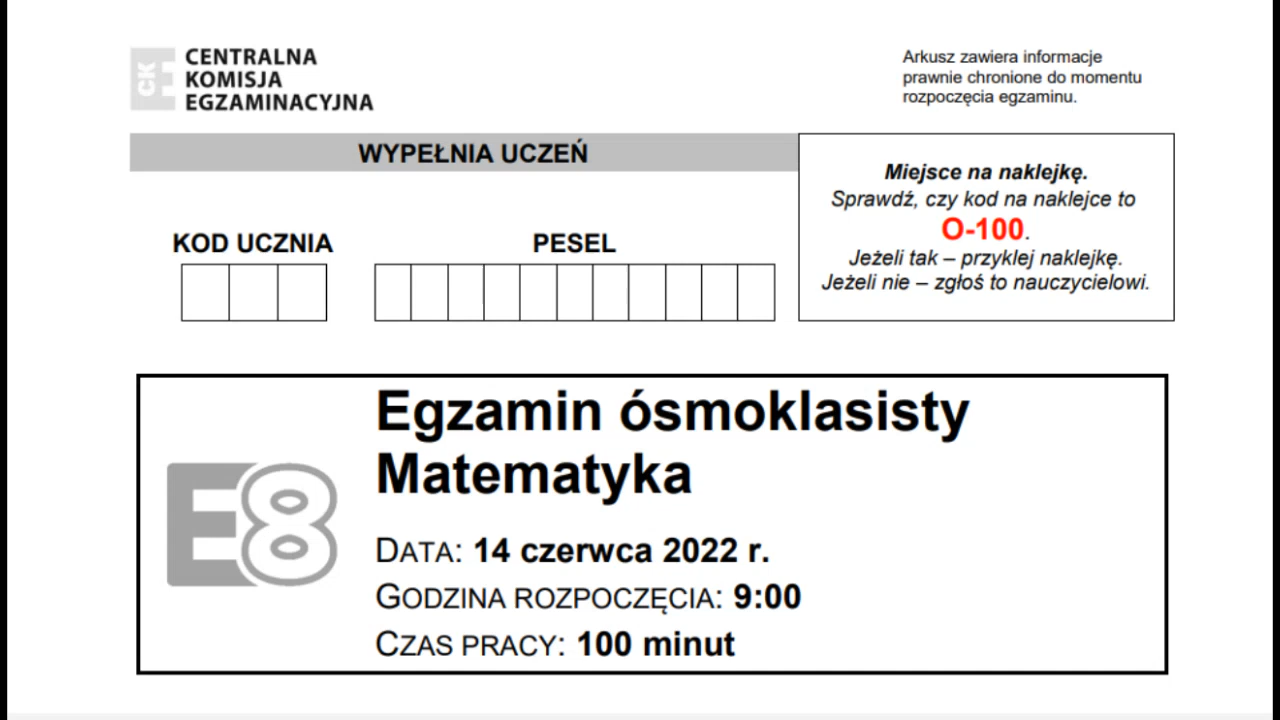 CK
CENTRALNA
KOMISJA
EGZAMINACYJNA
Arkusz zawiera informacje
prawnie chronione do momentu
rozpoczęcia egzaminu.
WYPEŁNIA UCZEŃ
KOD UCZNIA
PESEL
Miejsce na naklejkę.
Sprawdź, czy kod na naklejce to
O-100.
Jeżeli tak – przyklej naklejkę.
Jeżeli nie – zgłoś to nauczycielowi.
E8
Egzamin ósmoklasisty
Matematyka
DATA: 14 czerwca 2022 r.
GODZINA ROZPOCZĘCIA: 9:00
CZAS PRACY: 100 minut